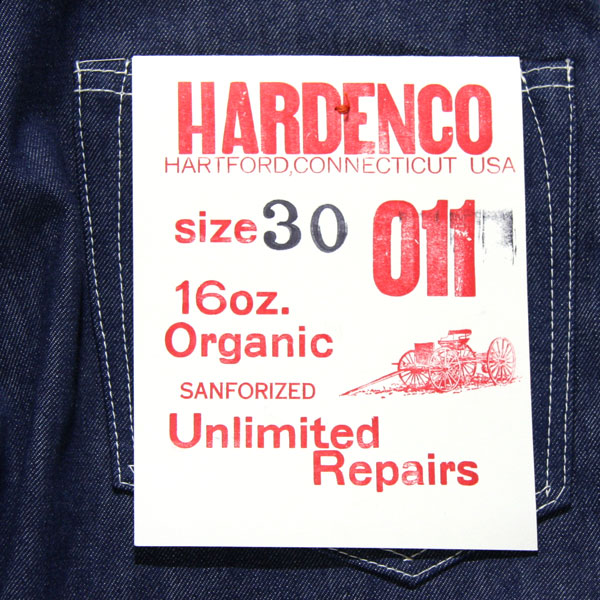 HARDENCO
HARTFORD,CONNECTICUT USA
size 30 011
16oz.
Organic
SANFORIZED
Unlimited
Repairs